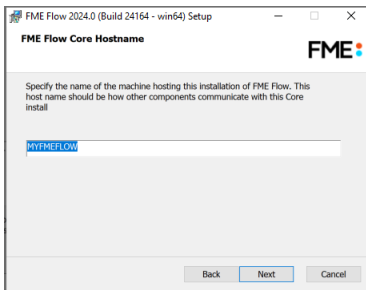 FME Flow 2024.0 (Build 24164 - win64) Setup
FME Flow Core Hostname
FME
Specify the name of the machine hosting this installation of FME Flow. This
host name should be how other components communicate with this Core
install
MYFMEFLOW
Back Next Cancel